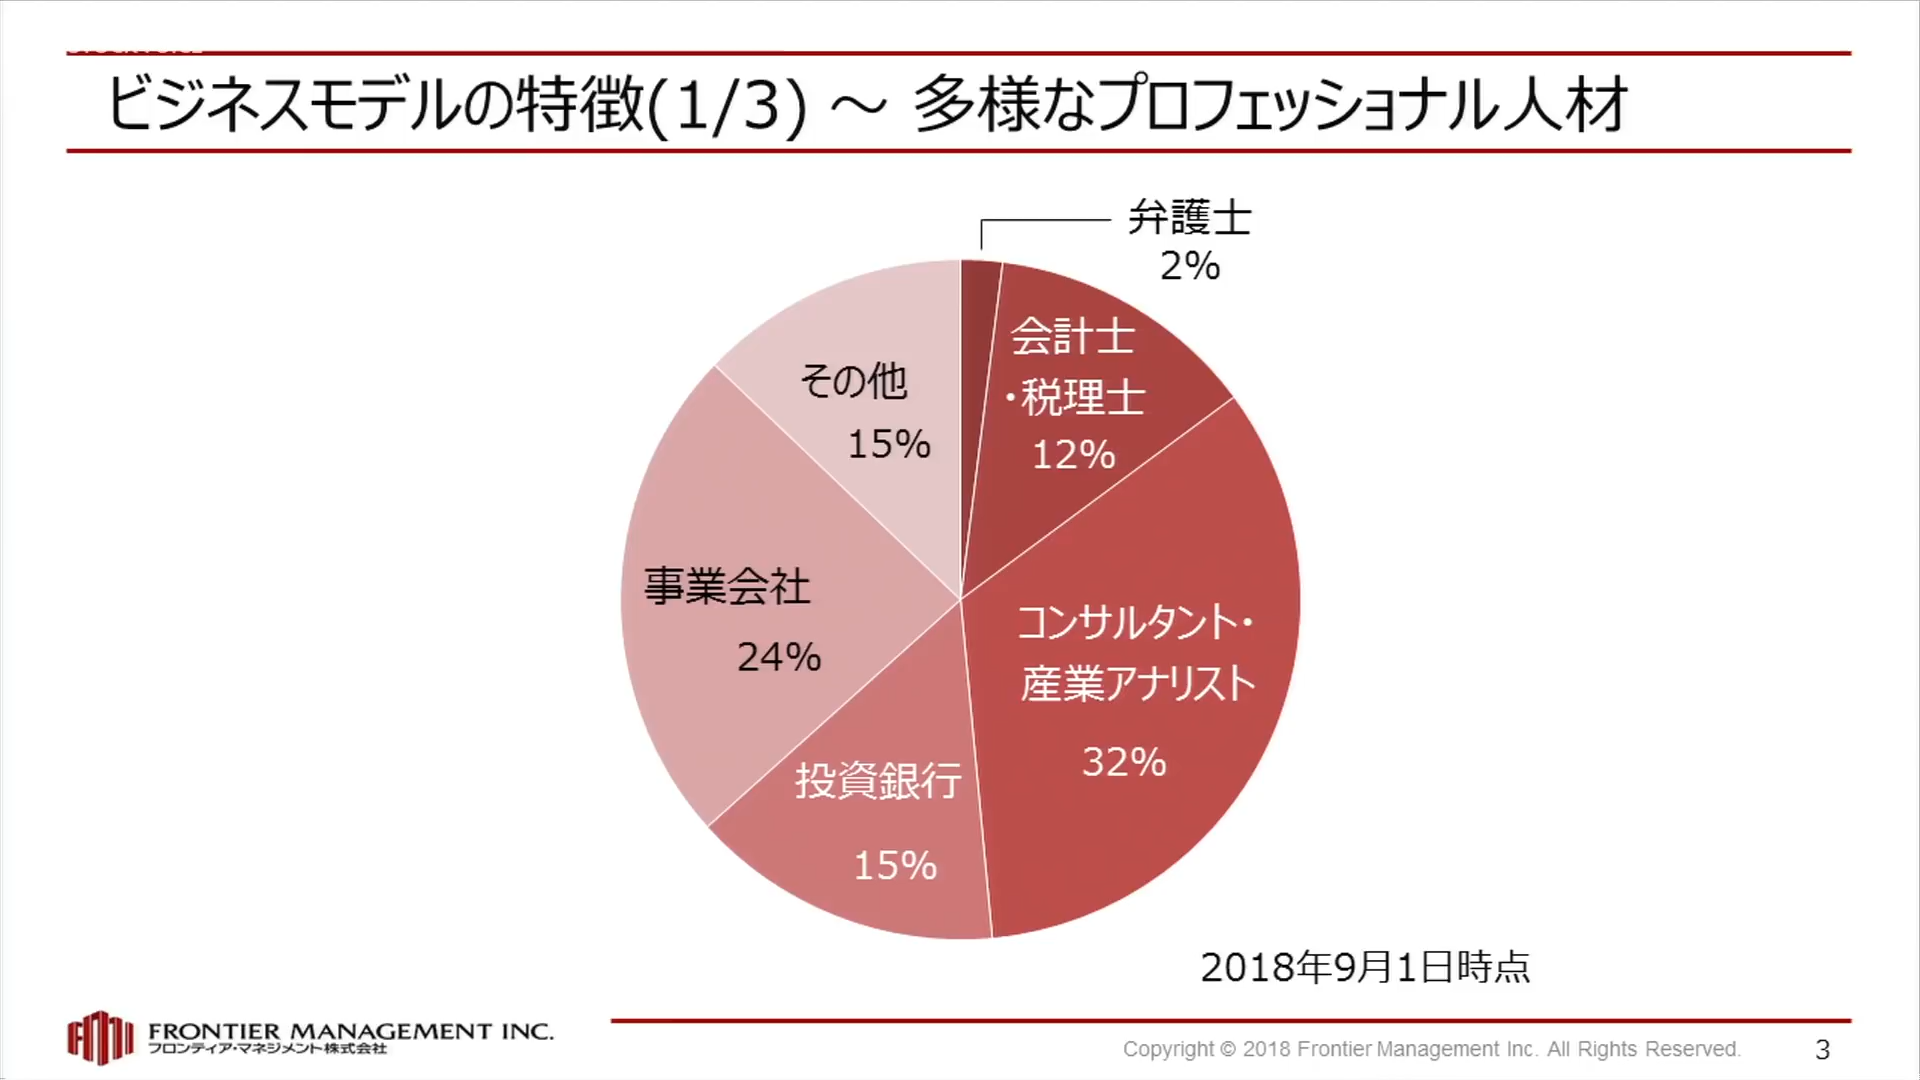 ビジネスモデルの特徴(1/3) ～ 多様なプロフェッショナル人材
弁護士
2%
会計士
・税理士
12%
コンサルタント・
産業アナリスト
32%
投資銀行
15%
事業会社
24%
その他
15%
2018年9月1日時点
FRONTIER MANAGEMENT INC.
フロンティア・マネジメント株式会社
Copyright © 2018 Frontier Management Inc. All Rights Reserved.
3